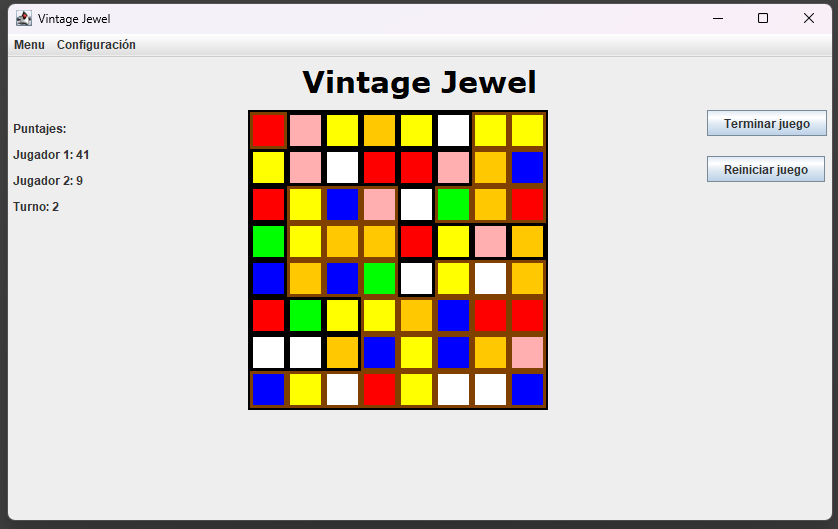 Vintage Jewel
Menu Configuración
Vintage Jewel
Puntajes:
Jugador 1: 41
Jugador 2: 9
Turno: 2
Terminar juego
Reiniciar juego